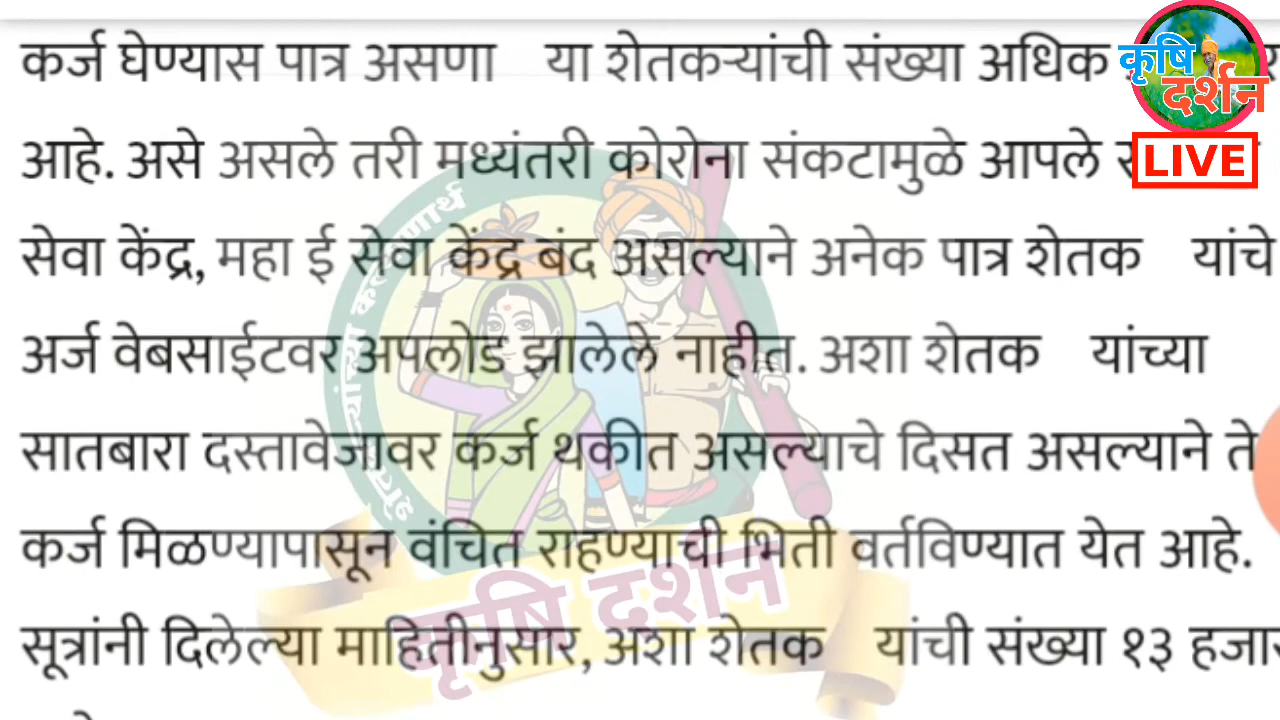 कर्ज घेण्यास पात्र असणा या शेतकऱ्यांची संख्या अधिक
आहे. असे असले तरी मध्यंतरी कोरोना संकटामुळे आपले
सेवा केंद्र, महा ई सेवा केंद्र बंद असल्याने अनेक पात्र शेतक यांचे
अर्ज वेबसाईटवर अपलोड झालेले नाहीत. अशा शेतक यांच्या
सातबारा दस्तावेजावर कर्ज थकीत असल्याचे दिसत असल्याने ते
कर्ज मिळण्यापासून वंचित राहण्याची भिती वर्तविण्यात येत आहे.
सूत्रांनी दिलेल्या माहितीनुसार, अशा शेतक यांची संख्या १३
कृषि
दर्शन
LIVE
कृषि दर्शन